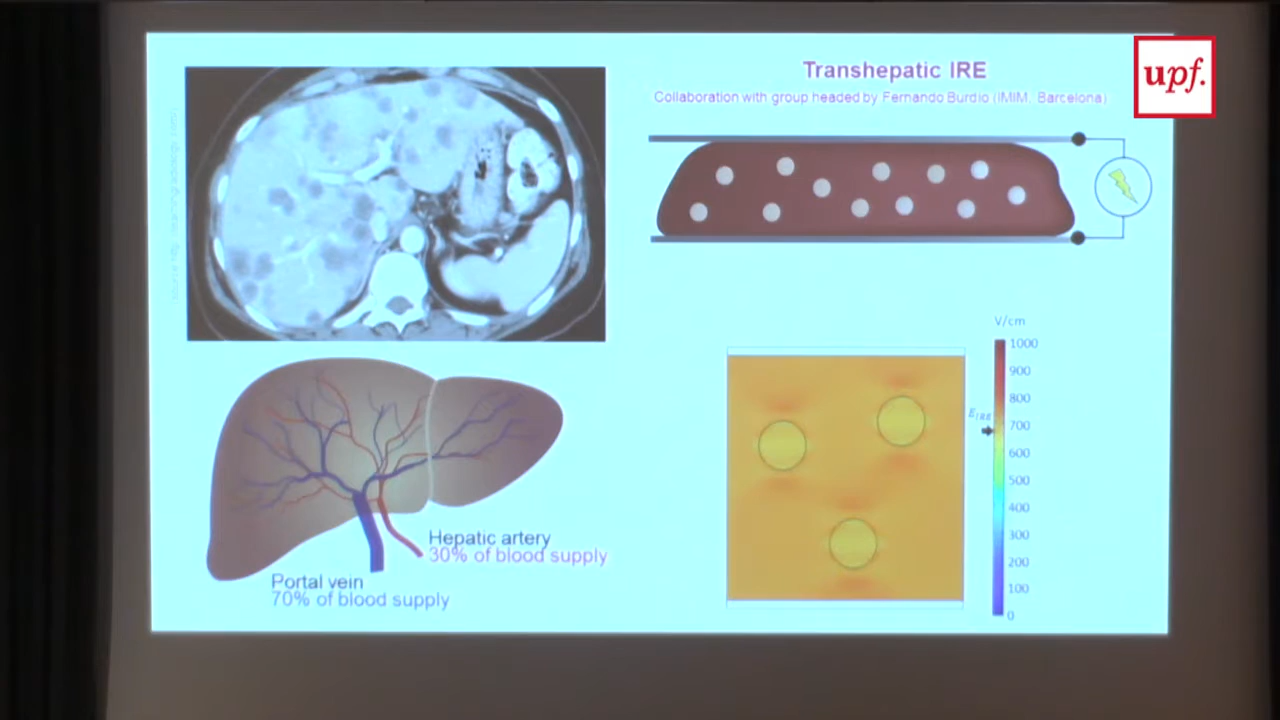 upf.
Transhepatic IRE
Collaboration with group headed by Fernando Burdio (IMIM, Barcelona)
V/cm
1000
900
800
E_IRE
700
600
500
400
300
200
100
0
Hepatic artery
30% of blood supply
Portal vein
70% of blood supply